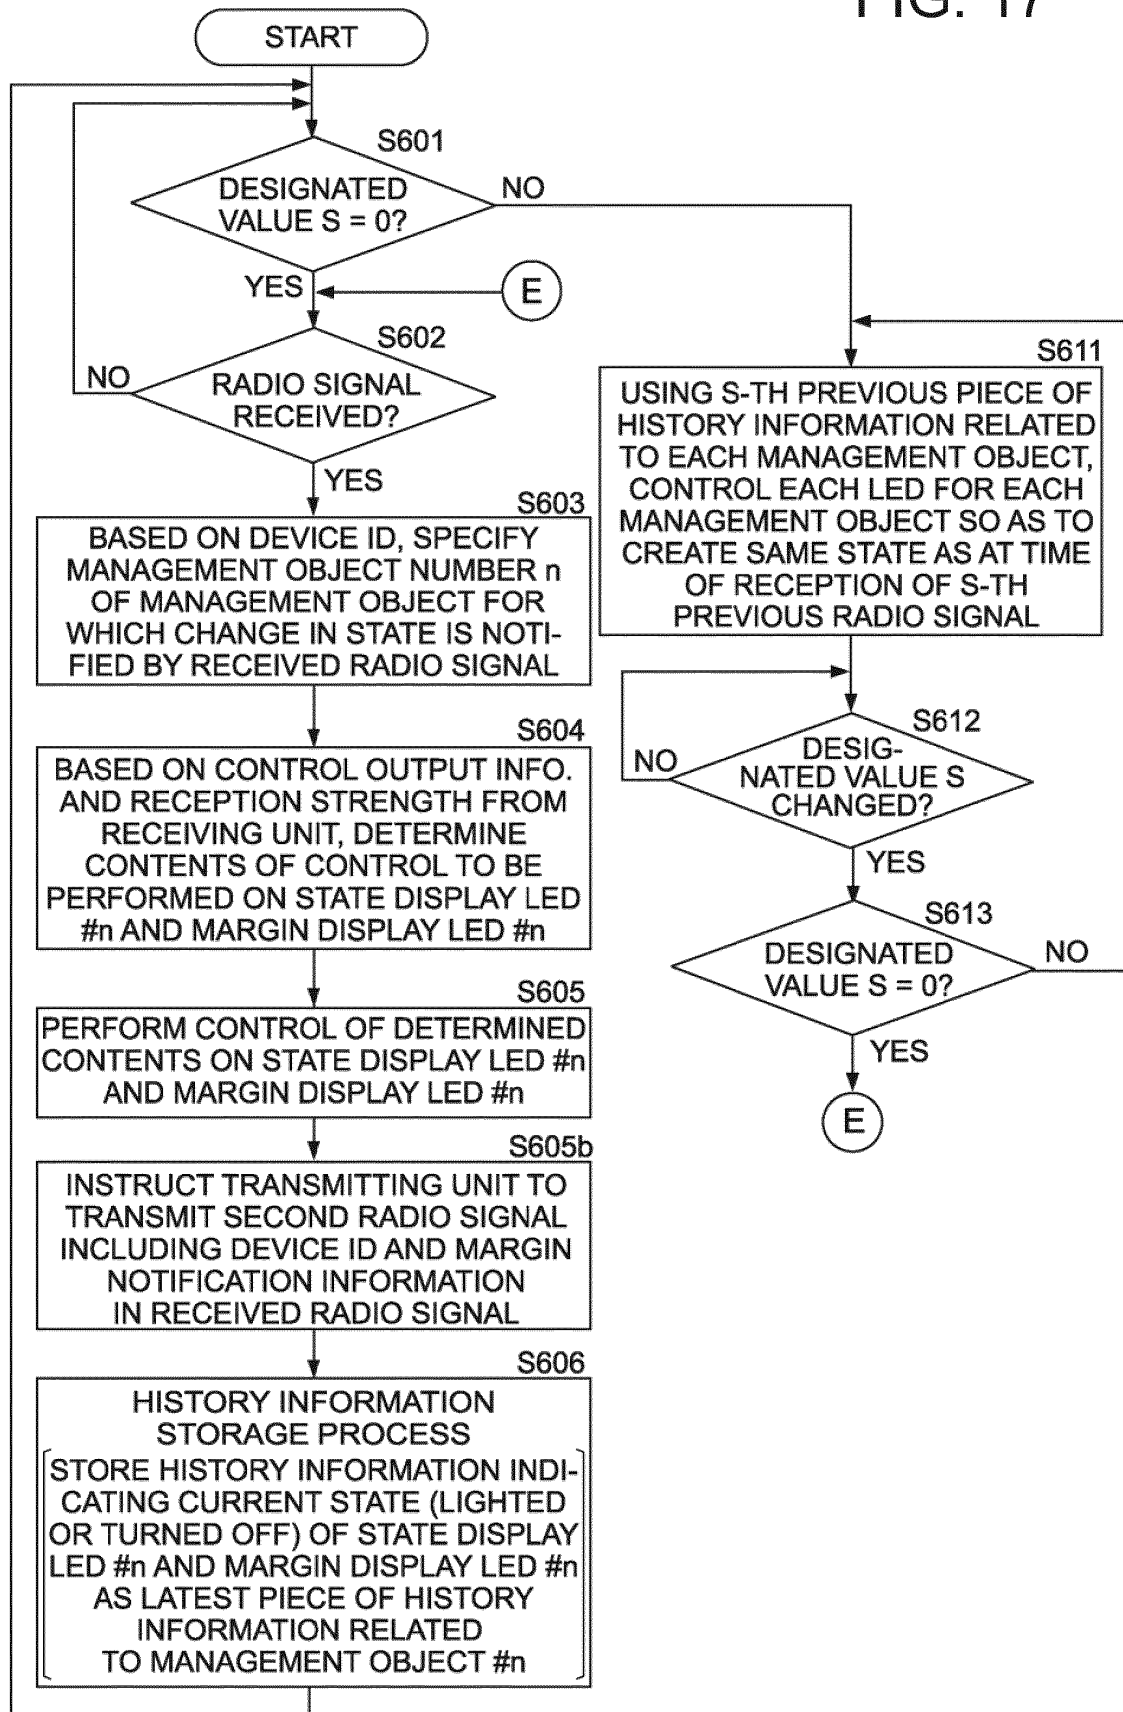 FIG. 17
START
S601
DESIGNATED
VALUE S = 0?
NO
YES
E
S602
RADIO SIGNAL
RECEIVED?
NO
YES
S603
BASED ON DEVICE ID, SPECIFY
MANAGEMENT OBJECT NUMBER n
OF MANAGEMENT OBJECT FOR
WHICH CHANGE IN STATE IS NOTI-
FIED BY RECEIVED RADIO SIGNAL
S604
BASED ON CONTROL OUTPUT INFO.
AND RECEPTION STRENGTH FROM
RECEIVING UNIT, DETERMINE
CONTENTS OF CONTROL TO BE
PERFORMED ON STATE DISPLAY LED
#n AND MARGIN DISPLAY LED #n
S605
PERFORM CONTROL OF DETERMINED
CONTENTS ON STATE DISPLAY LED #n
AND MARGIN DISPLAY LED #n
S605b
INSTRUCT TRANSMITTING UNIT TO
TRANSMIT SECOND RADIO SIGNAL
INCLUDING DEVICE ID AND MARGIN
NOTIFICATION INFORMATION
IN RECEIVED RADIO SIGNAL
S606
HISTORY INFORMATION
STORAGE PROCESS
STORE HISTORY INFORMATION INDI-
CATING CURRENT STATE (LIGHTED
OR TURNED OFF) OF STATE DISPLAY
LED #n AND MARGIN DISPLAY LED #n
AS LATEST PIECE OF HISTORY
INFORMATION RELATED
TO MANAGEMENT OBJECT #n
S611
USING S-TH PREVIOUS PIECE OF
HISTORY INFORMATION RELATED
TO EACH MANAGEMENT OBJECT,
CONTROL EACH LED FOR EACH
MANAGEMENT OBJECT SO AS TO
CREATE SAME STATE AS AT TIME
OF RECEPTION OF S-TH
PREVIOUS RADIO SIGNAL
S612
DESIG-
NATED VALUE S
CHANGED?
NO
YES
S613
DESIGNATED
VALUE S = 0?
NO
YES
E